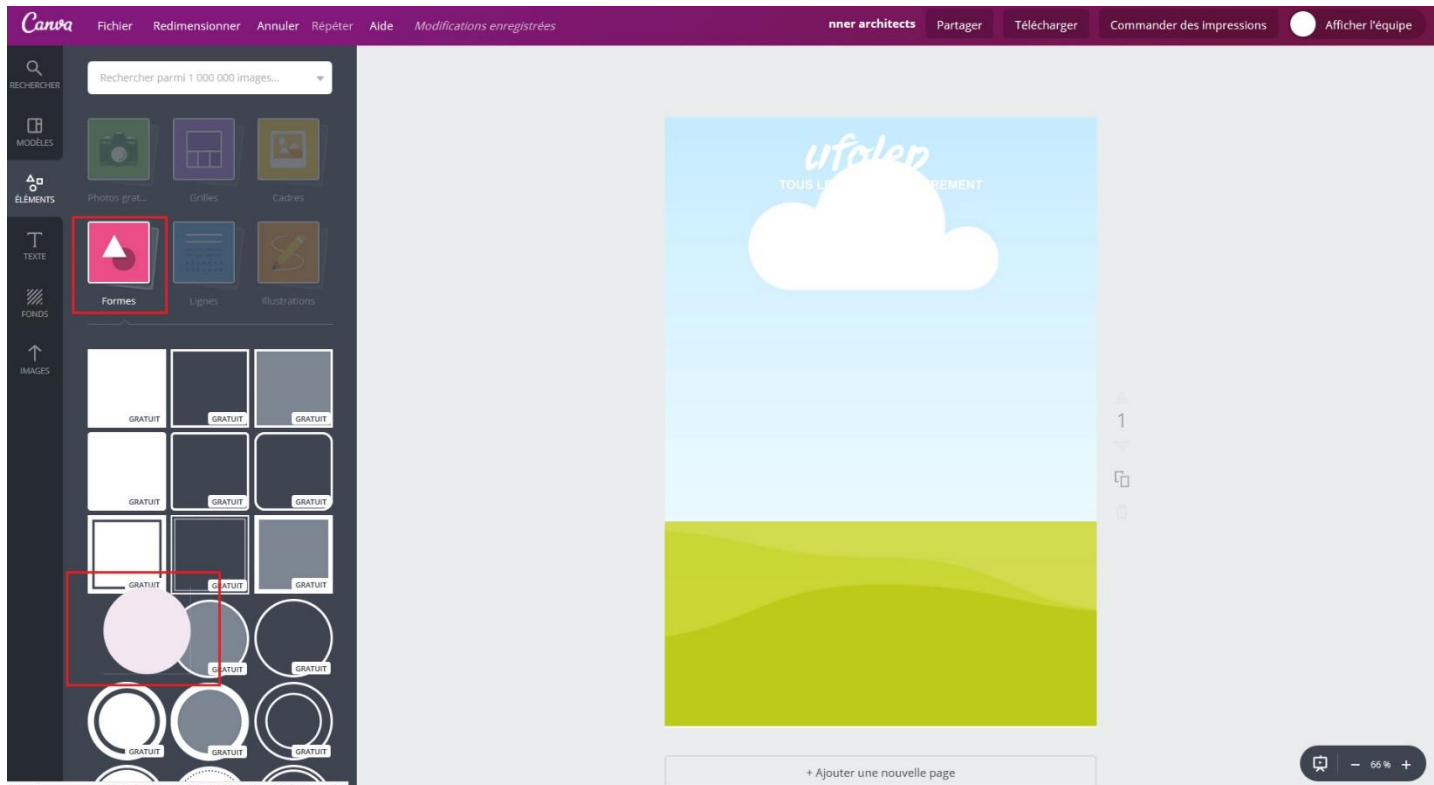 Canva Fichier Redimensionner Annuler Répéter Aide Modifications enregistrées nner architects Partager Télécharger Commander des impressions Afficher l'équipe
RECHERCHER
MODÈLES
ÉLÉMENTS
TEXTE
FONDS
IMAGES
Rechercher parmi 1 000 000 images...
Photos grat... Grilles Cadres
Formes Lignes Illustrations
GRATUIT GRATUIT GRATUIT
GRATUIT GRATUIT GRATUIT
GRATUIT GRATUIT GRATUIT
GRATUIT GRATUIT
GRATUIT GRATUIT GRATUIT
ufolep
TOUS LE REMENT
1
+ Ajouter une nouvelle page
– 66 % +